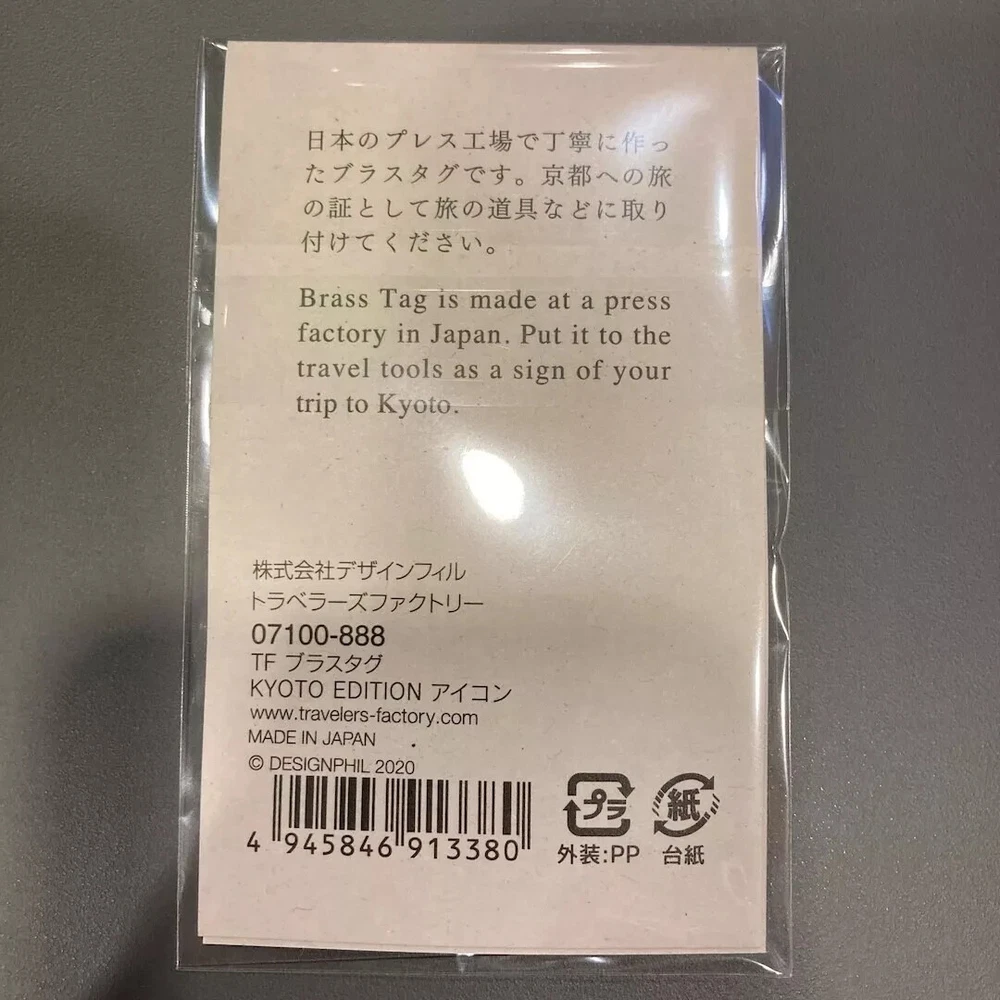 日本のプレス工場で丁寧に作っ
たブラスタグです。京都への旅
の証として旅の道具などに取り
付けてください。
Brass Tag is made at a press
factory in Japan. Put it to the
travel tools as a sign of your
trip to Kyoto.
株式会社デザインフィル
トラベラーズファクトリー
07100-888
TF ブラスタグ
KYOTO EDITION アイコン
www.travelers-factory.com
MADE IN JAPAN
© DESIGNPHIL 2020
4 945846 913380
プラ 紙
外装:PP 台紙